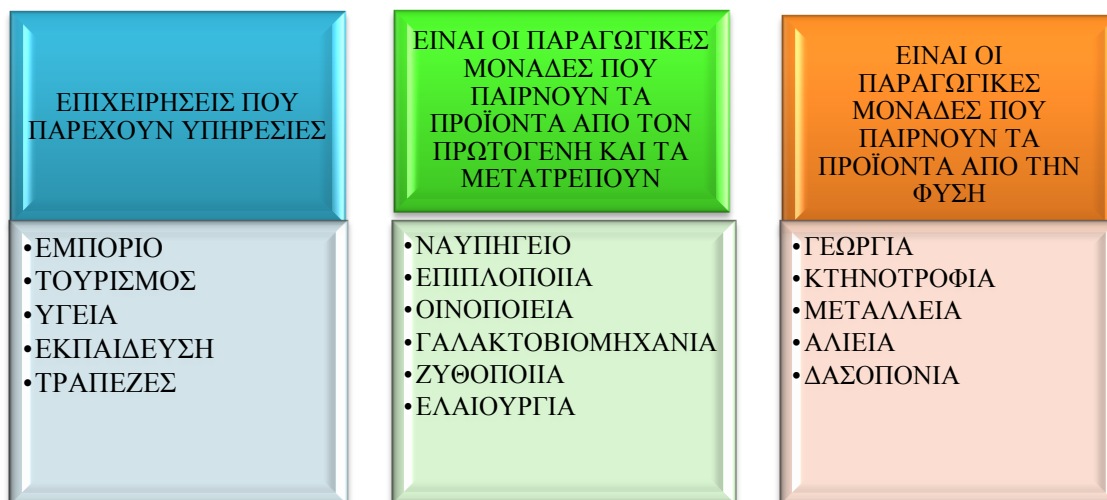 ΕΠΙΧΕΙΡΗΣΕΙΣ ΠΟΥ
ΠΑΡΕΧΟΥΝ ΥΠΗΡΕΣΙΕΣ
•ΕΜΠΟΡΙΟ
•ΤΟΥΡΙΣΜΟΣ
•ΥΓΕΙΑ
•ΕΚΠΑΙΔΕΥΣΗ
•ΤΡΑΠΕΖΕΣ
ΕΙΝΑΙ ΟΙ ΠΑΡΑΓΩΓΙΚΕΣ
ΜΟΝΑΔΕΣ ΠΟΥ
ΠΑΙΡΝΟΥΝ ΤΑ
ΠΡΟΪΟΝΤΑ ΑΠΟ ΤΟΝ
ΠΡΩΤΟΓΕΝΗ ΚΑΙ ΤΑ
ΜΕΤΑΤΡΕΠΟΥΝ
•ΝΑΥΠΗΓΕΙΟ
•ΕΠΙΠΛΟΠΟΙΙΑ
•ΟΙΝΟΠΟΙΕΙΑ
•ΓΑΛΑΚΤΟΒΙΟΜΗΧΑΝΙΑ
•ΖΥΘΟΠΟΙΙΑ
•ΕΛΑΙΟΥΡΓΙΑ
ΕΙΝΑΙ ΟΙ
ΠΑΡΑΓΩΓΙΚΕΣ
ΜΟΝΑΔΕΣ ΠΟΥ
ΠΑΙΡΝΟΥΝ ΤΑ
ΠΡΟΪΟΝΤΑ ΑΠΟ ΤΗΝ
ΦΥΣΗ
•ΓΕΩΡΓΙΑ
•ΚΤΗΝΟΤΡΟΦΙΑ
•ΜΕΤΑΛΛΕΙΑ
•ΑΛΙΕΙΑ
•ΔΑΣΟΠΟΝΙΑ